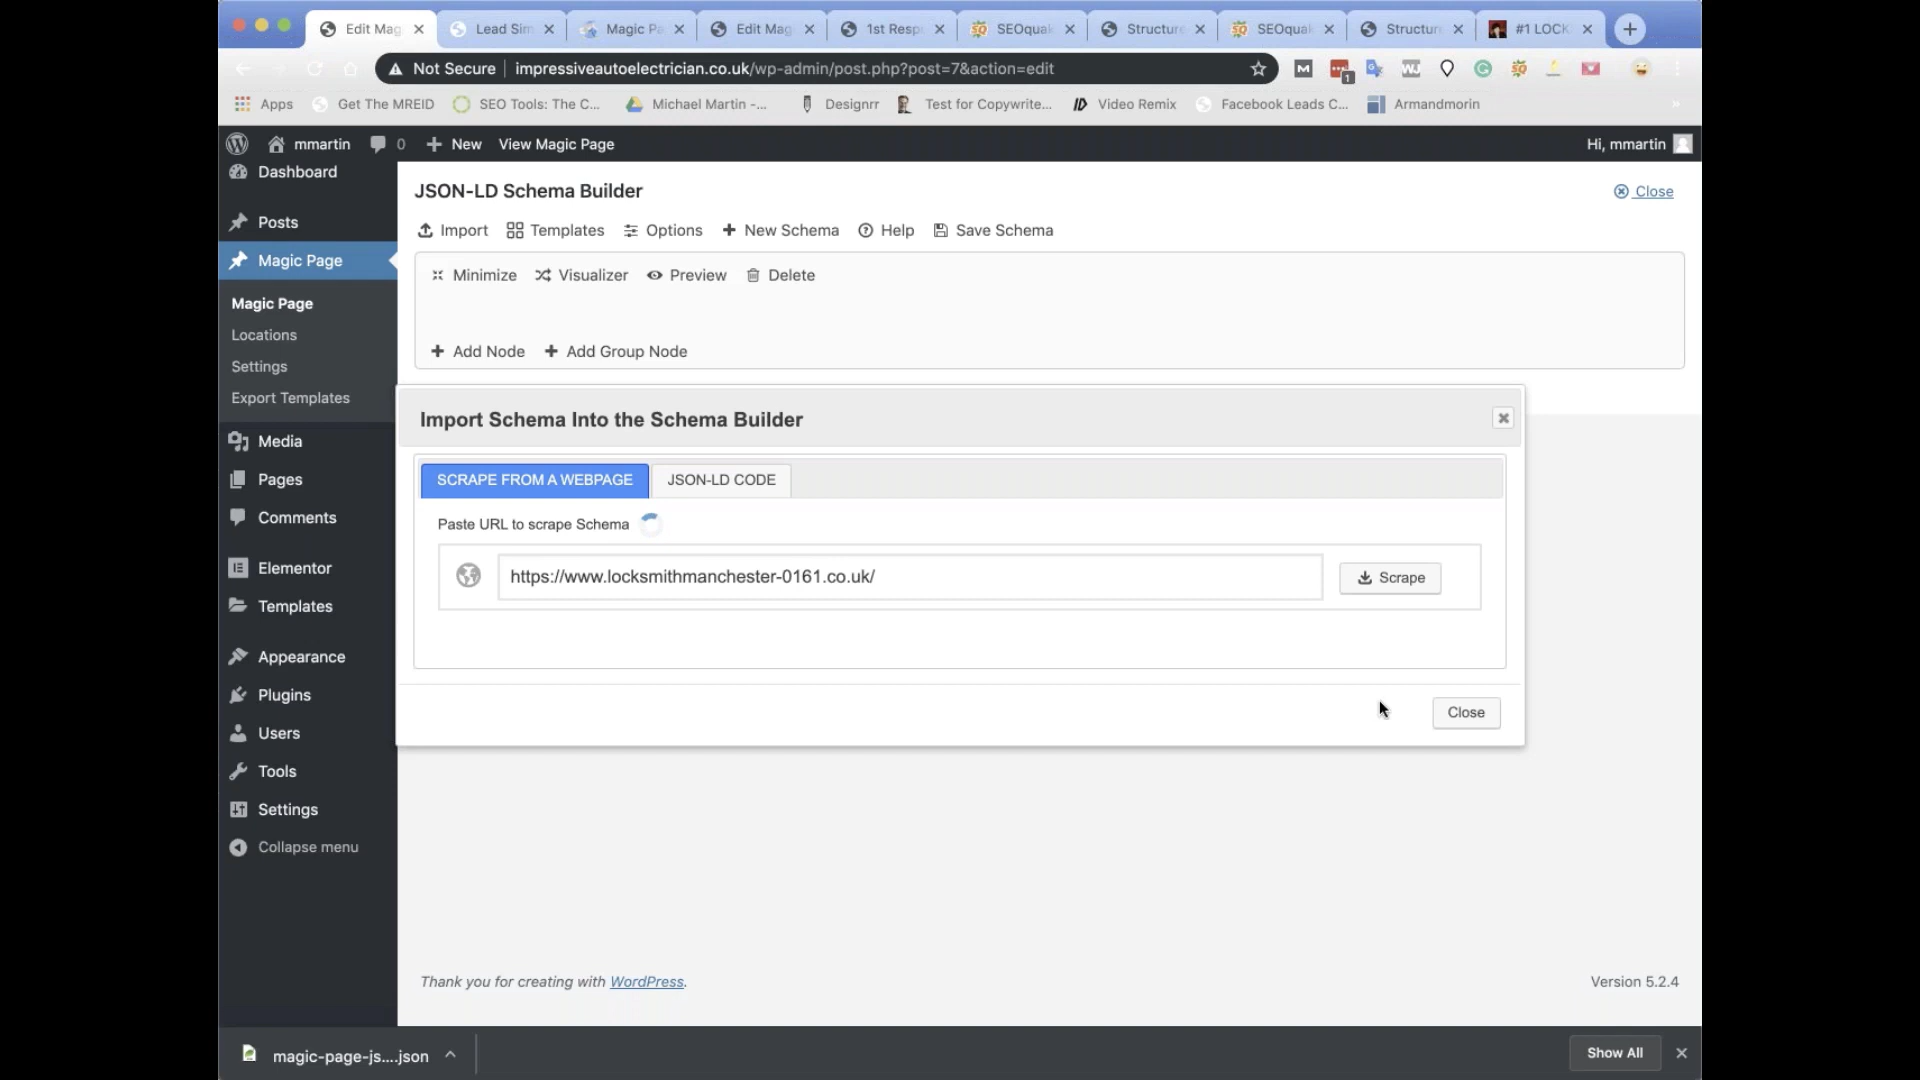 Edit Mag
Lead Sim
Magic Pa
Edit Mag
1st Resp
SEOquak
Structure
SEOquak
Structure
#1 LOCK
Not Secure
impressiveautoelectrician.co.uk/wp-admin/post.php?post=7&action=edit
1
Apps
Get The MREID
SEO Tools: The C...
Michael Martin -...
Designrr
Test for Copywrite...
Video Remix
Facebook Leads C...
Armandmorin
»
mmartin
0
New
View Magic Page
Hi, mmartin
Dashboard
Posts
Magic Page
Magic Page
Locations
Settings
Export Templates
Media
Pages
Comments
Elementor
Templates
Appearance
Plugins
Users
Tools
Settings
Collapse menu
JSON-LD Schema Builder
Close
Import
Templates
Options
New Schema
Help
Save Schema
Minimize
Visualizer
Preview
Delete
Add Node
Add Group Node
Import Schema Into the Schema Builder
SCRAPE FROM A WEBPAGE
JSON-LD CODE
Paste URL to scrape Schema
https://www.locksmithmanchester-0161.co.uk/
Scrape
Close
Thank you for creating with WordPress.
Version 5.2.4
magic-page-js....json
Show All